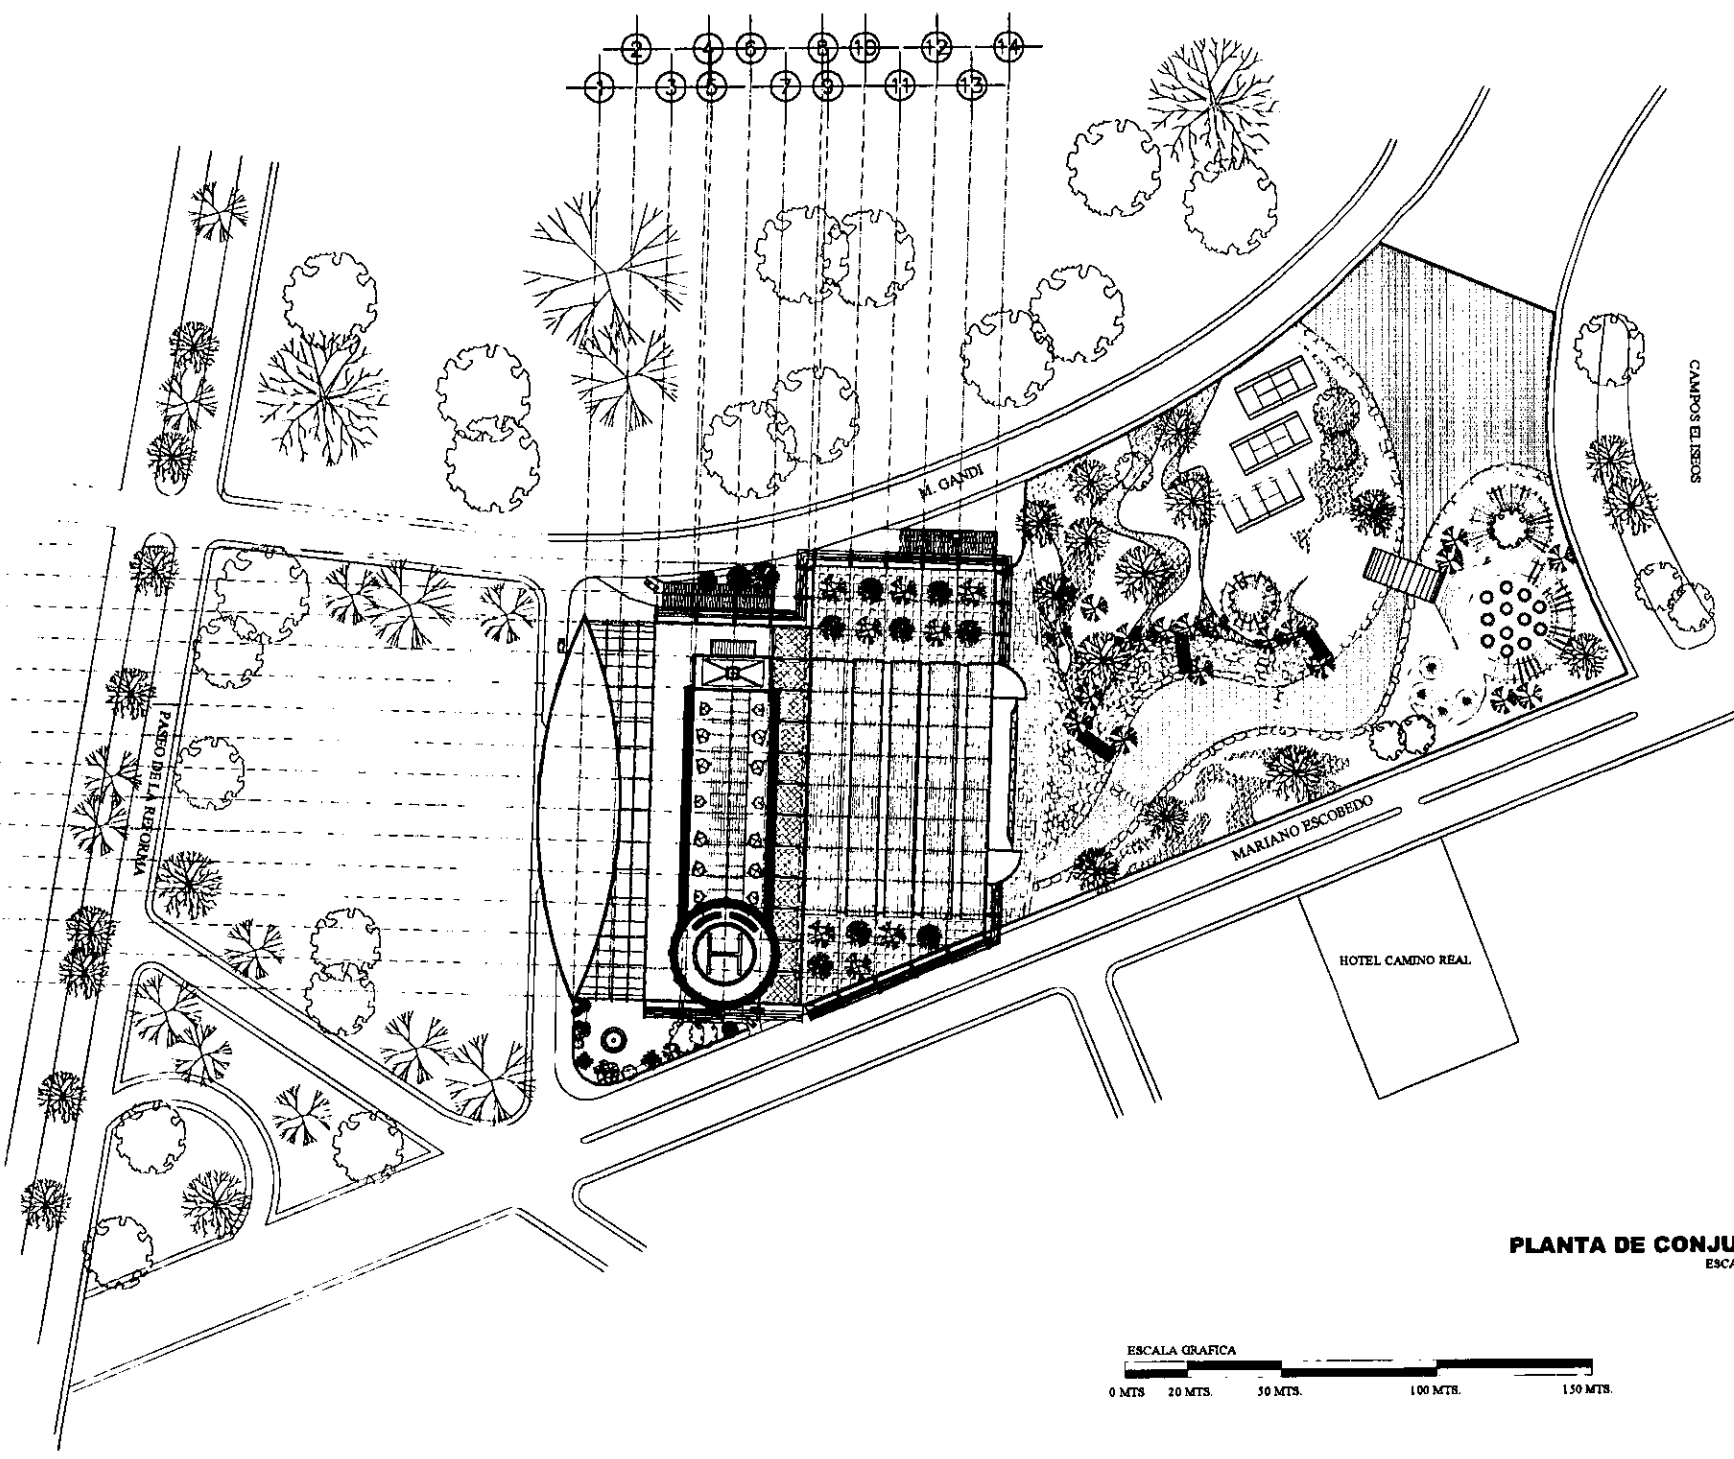 2 4 6 8 10 12 14
1 3 5 7 9 11 13
M. GANDI
CAMPOS ELISEOS
PASEO DE LA REFORMA
H
MARIANO ESCOBEDO
HOTEL CAMINO REAL
PLANTA DE CONJU
ESCA
ESCALA GRAFICA
0 MTS 20 MTS. 50 MTS. 100 MTS. 150 MTS.